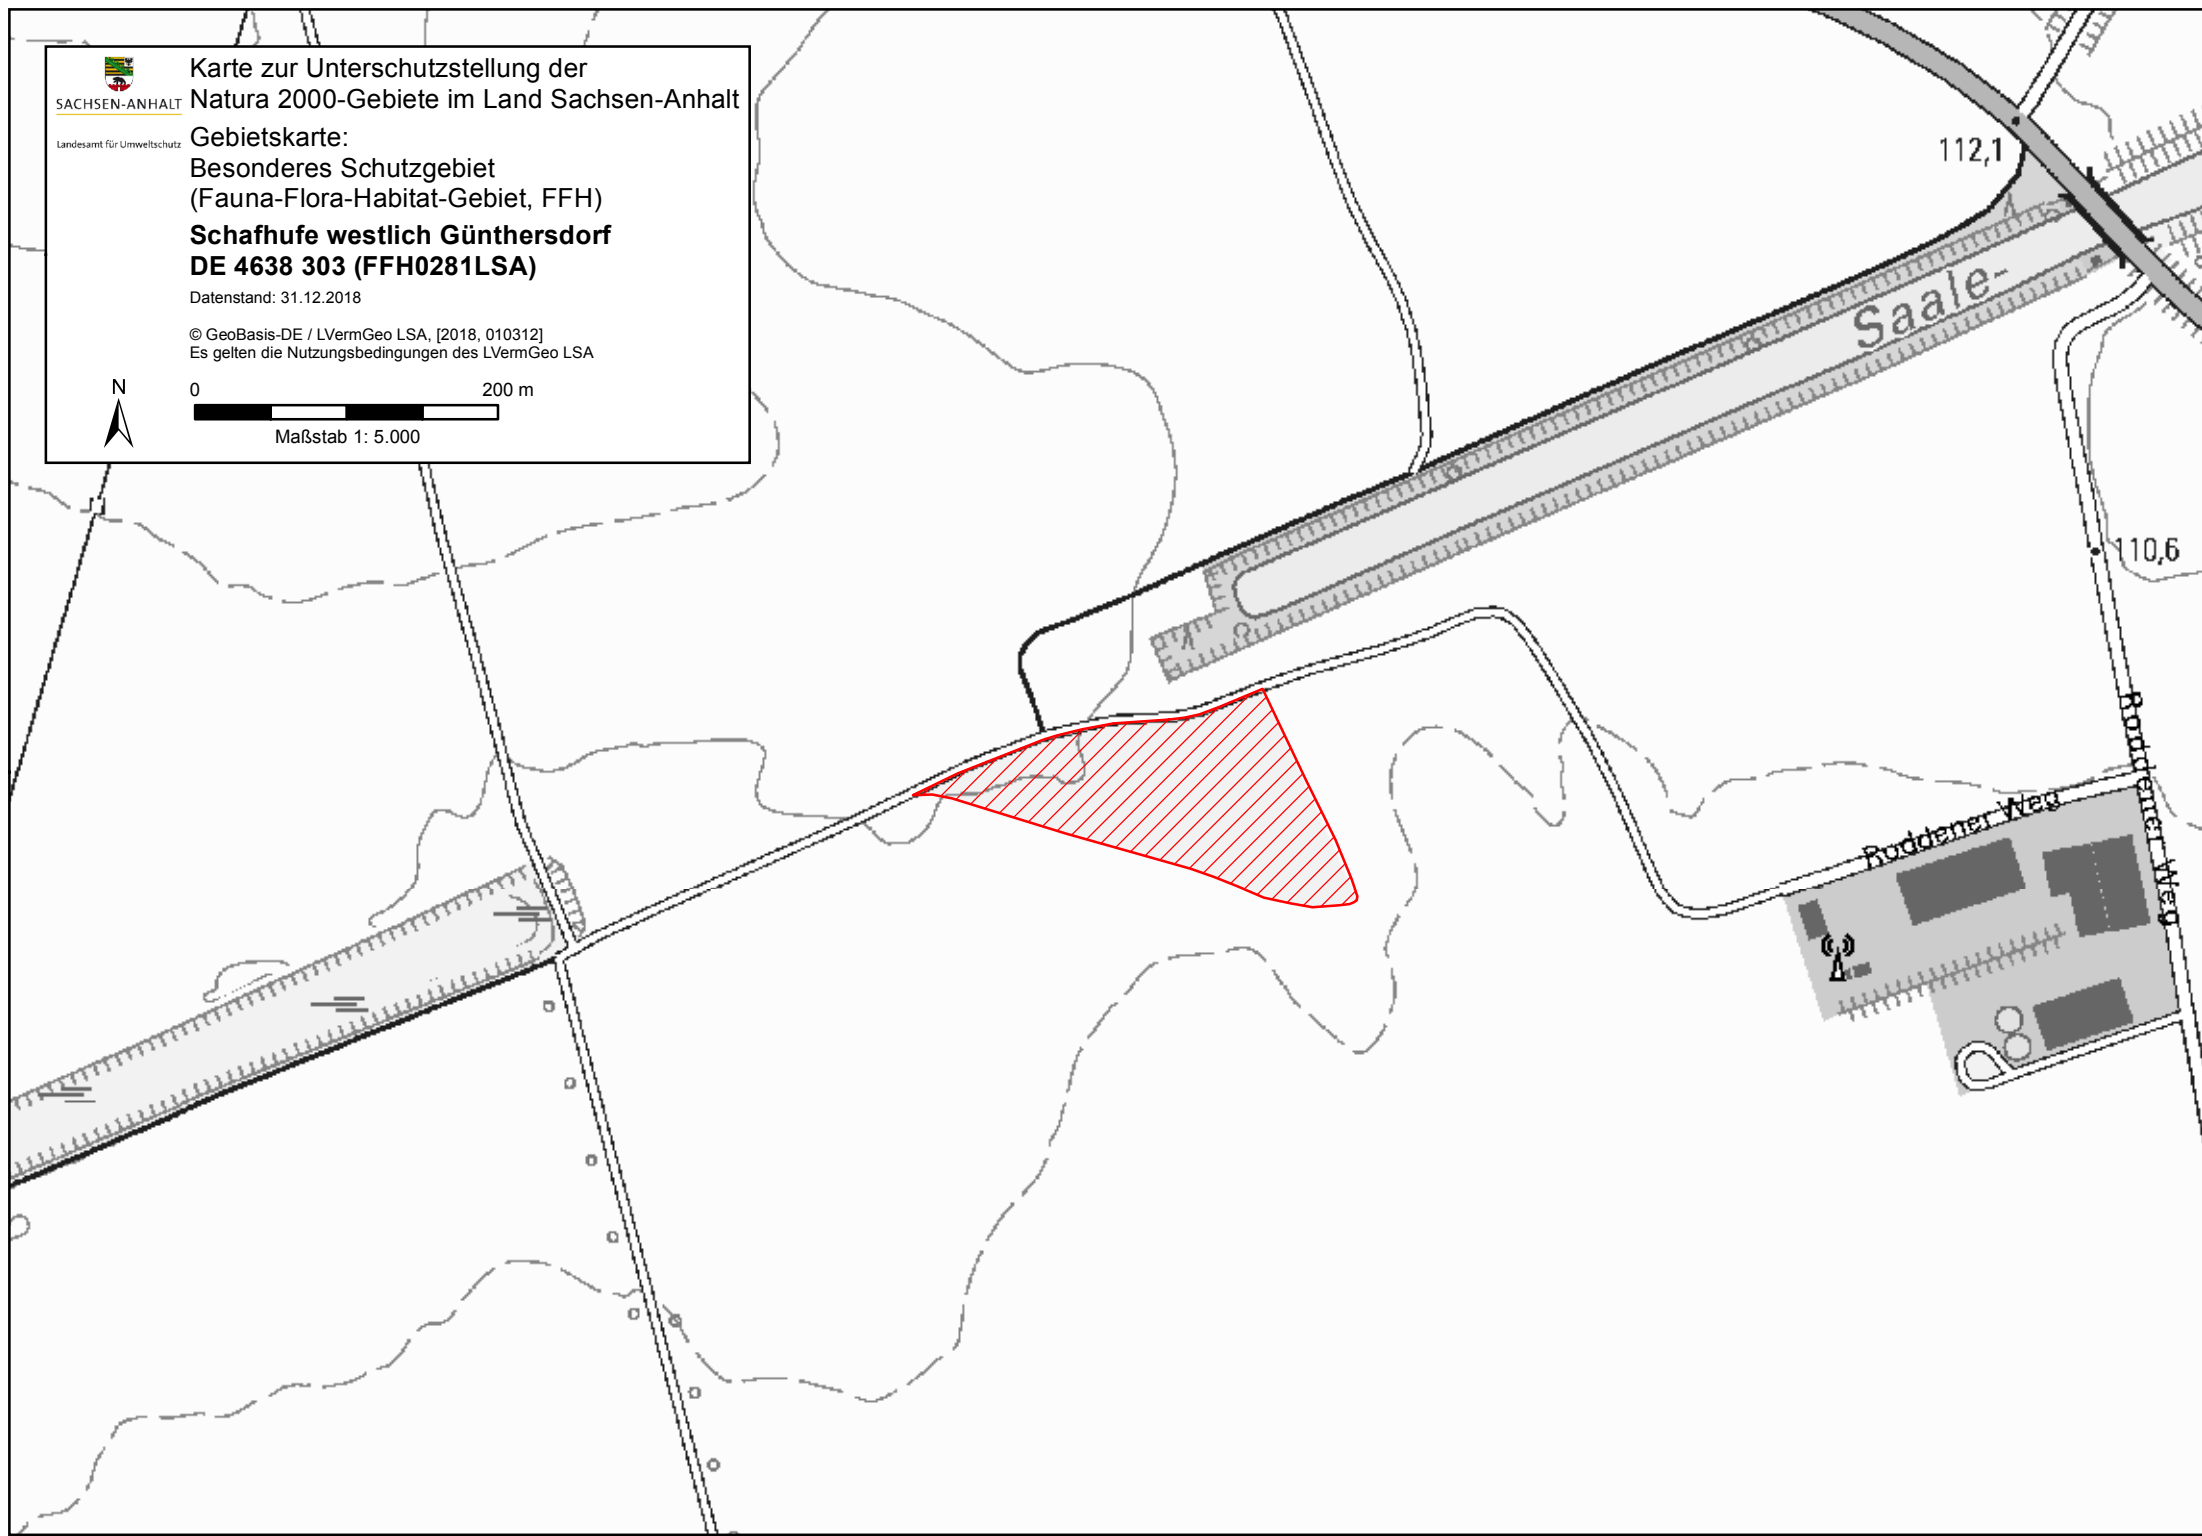 SACHSEN-ANHALT
Landesamt für Umweltschutz
Karte zur Unterschutzstellung der
Natura 2000-Gebiete im Land Sachsen-Anhalt
Gebietskarte:
Besonderes Schutzgebiet
(Fauna-Flora-Habitat-Gebiet, FFH)
Schafhufe westlich Günthersdorf
DE 4638 303 (FFH0281LSA)
Datenstand: 31.12.2018
© GeoBasis-DE / LVermGeo LSA, [2018, 010312]
Es gelten die Nutzungsbedingungen des LVermGeo LSA
N
0 200 m
Maßstab 1: 5.000
112,1
Saale-
110,6
Roddener Weg
Roddener Weg